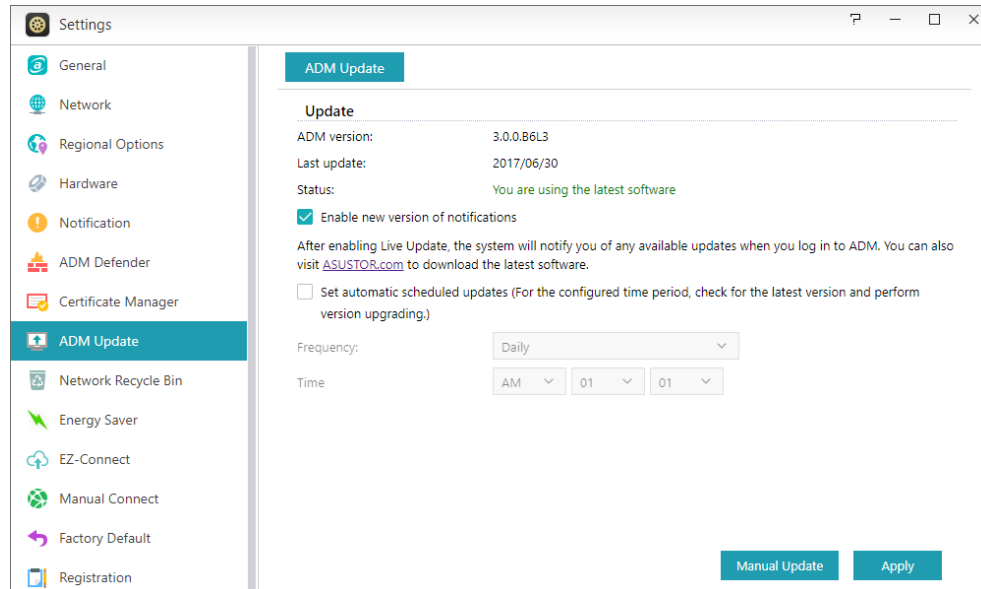 Settings
General
Network
Regional Options
Hardware
Notification
ADM Defender
Certificate Manager
ADM Update
Network Recycle Bin
Energy Saver
EZ-Connect
Manual Connect
Factory Default
Registration
ADM Update
Update
ADM version: 3.0.0.B6L3
Last update: 2017/06/30
Status: You are using the latest software
Enable new version of notifications
After enabling Live Update, the system will notify you of any available updates when you log in to ADM. You can also
visit ASUSTOR.com to download the latest software.
Set automatic scheduled updates (For the configured time period, check for the latest version and perform
version upgrading.)
Frequency: Daily
Time AM 01 01
Manual Update Apply